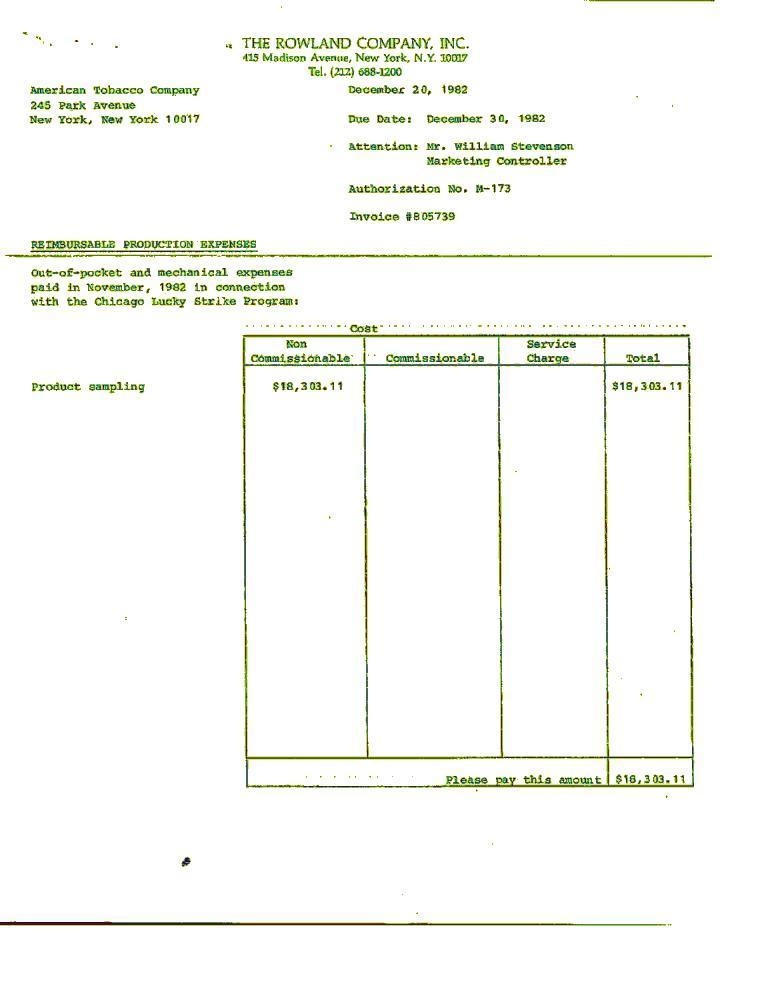 THE ROWLAND COMPANY, INC.
415 Madison Avenue, New York, N.Y. 10017
Tel. (212) 688-1200
American Tobacco Company
245 Park Avenue
New York, New York 10017
December 20, 1982
Due Date: December 30, 1982
Attention: Mr. William Stevenson
Marketing Controller
Authorization No. M-173
Invoice #805739
REIMBURSABLE PRODUCTION EXPENSES
Out-of-pocket and mechanical expenses
paid in November, 1982 in connection
with the Chicago Lucky Strike Program:
Cost
Non Commissionable
Commissionable
Service Charge
Total
Product sampling $18,303.11 $18,303.11
Please pay this amount $18,303.11